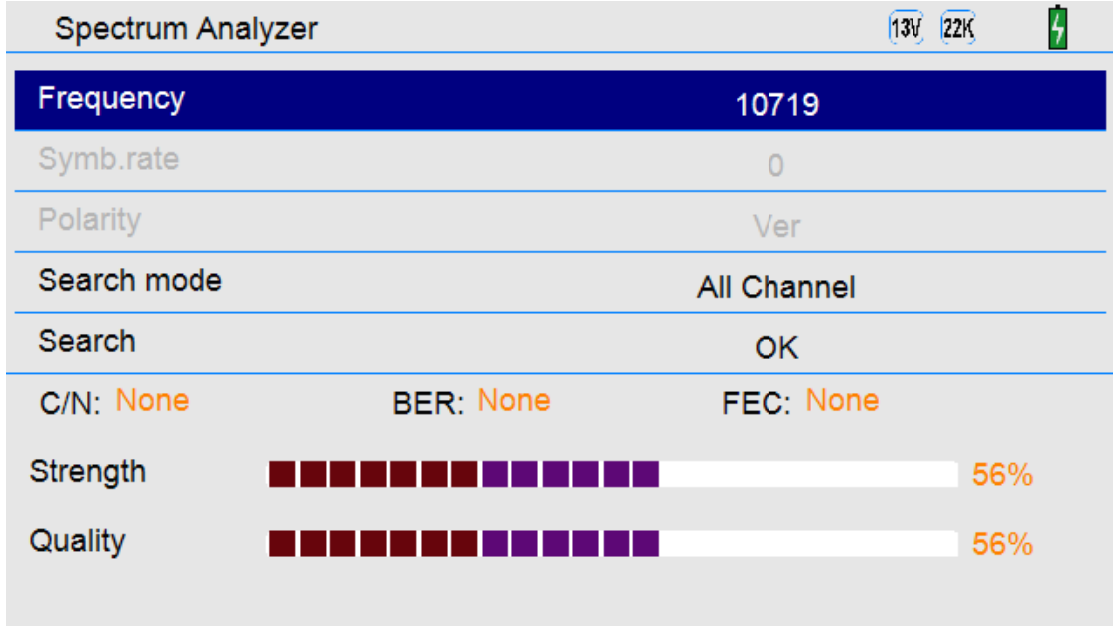 Spectrum Analyzer 13V 22K
Frequency 10719
Symb.rate 0
Polarity Ver
Search mode All Channel
Search OK
C/N: None BER: None FEC: None
Strength 56%
Quality 56%